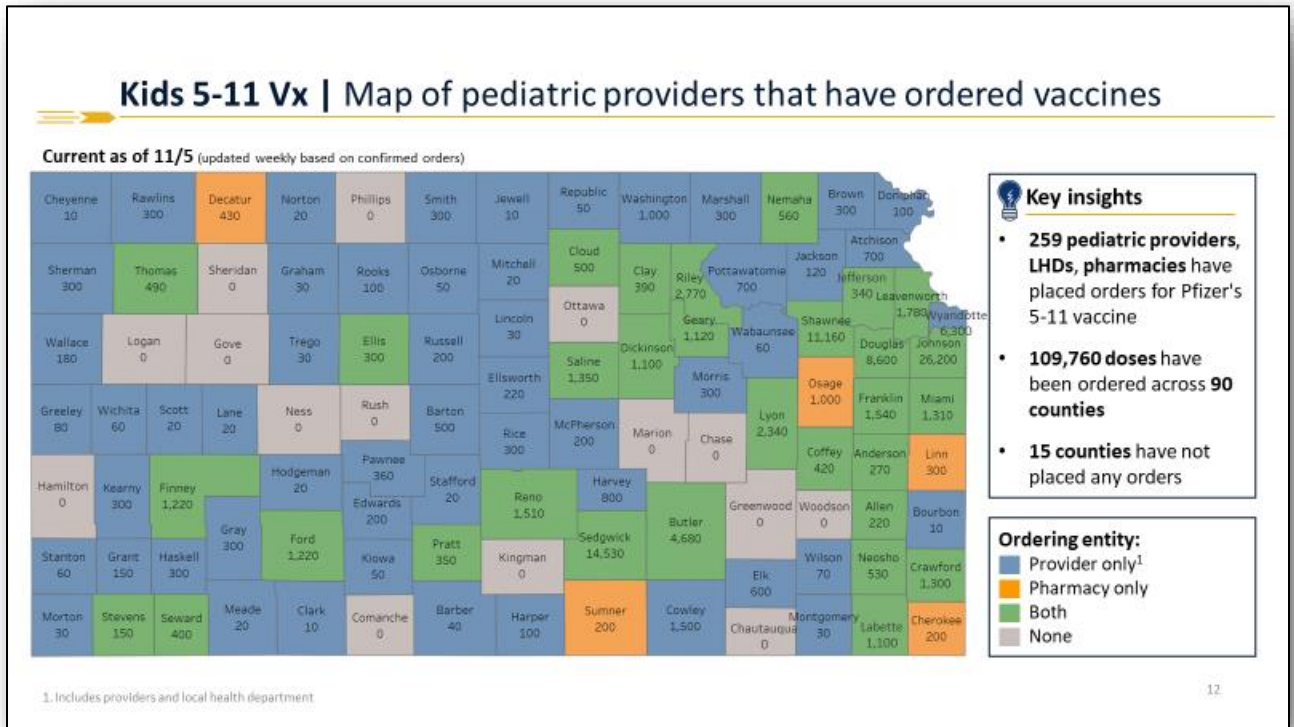 Kids 5-11 Vx | Map of pediatric providers that have ordered vaccines
Current as of 11/5 (updated weekly based on confirmed orders)
Cheyenne
10
Rawlins
300
Decatur
430
Norton
20
Phillips
0
Smith
300
Jewell
10
Republic
50
Washington
1,000
Marshall
300
Nemaha
560
Brown
300
Doniphan
100
Sherman
300
Thomas
490
Sheridan
0
Graham
30
Rooks
100
Osborne
50
Mitchell
20
Cloud
500
Clay
390
Riley
2,770
Pottawatomie
700
Jackson
120
Atchison
700
Jefferson
340
Leavenworth
1,780
Wyandotte
6,300
Ottawa
0
Lincoln
30
Geary
1,120
Wabaunsee
60
Shawnee
11,160
Douglas
8,600
Johnson
26,200
Wallace
180
Logan
0
Gove
0
Trego
30
Ellis
300
Russell
200
Saline
1,350
Dickinson
1,100
Ellsworth
220
Morris
300
Osage
1,000
Franklin
1,540
Miami
1,310
Greeley
80
Wichita
60
Scott
20
Lane
20
Ness
0
Rush
0
Barton
500
Rice
300
McPherson
200
Marion
0
Chase
0
Lyon
2,340
Coffey
420
Anderson
270
Linn
300
Hamilton
0
Kearny
300
Finney
1,220
Hodgeman
20
Pawnee
360
Stafford
20
Edwards
200
Reno
1,510
Harvey
800
Gray
300
Ford
1,220
Sedgwick
14,530
Butler
4,680
Greenwood
0
Woodson
0
Allen
220
Bourbon
10
Stanton
60
Grant
150
Haskell
300
Kiowa
50
Pratt
350
Kingman
0
Elk
600
Wilson
70
Neosho
530
Crawford
1,300
Morton
30
Stevens
150
Seward
400
Meade
20
Clark
10
Comanche
0
Barber
40
Harper
100
Sumner
200
Cowley
1,500
Chautauqua
0
Montgomery
30
Labette
1,100
Cherokee
200
Key insights
• 259 pediatric providers,
LHDs, pharmacies have
placed orders for Pfizer's
5-11 vaccine
• 109,760 doses have
been ordered across 90
counties
• 15 counties have not
placed any orders
Ordering entity:
Provider only1
Pharmacy only
Both
None
1. Includes providers and local health department
12